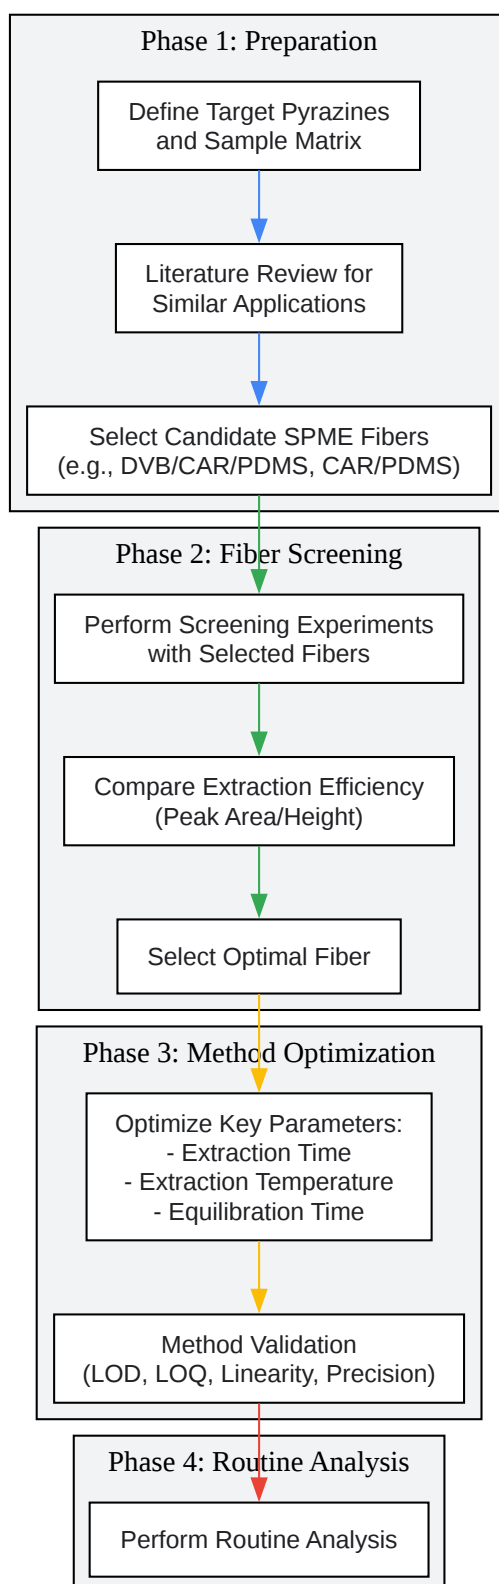 Phase 1: Preparation
Define Target Pyrazines
and Sample Matrix
Literature Review for
Similar Applications
Select Candidate SPME Fibers
(e.g., DVB/CAR/PDMS, CAR/PDMS)
Phase 2: Fiber Screening
Perform Screening Experiments
with Selected Fibers
Compare Extraction Efficiency
(Peak Area/Height)
Select Optimal Fiber
Phase 3: Method Optimization
Optimize Key Parameters:
- Extraction Time
- Extraction Temperature
- Equilibration Time
Method Validation
(LOD, LOQ, Linearity, Precision)
Phase 4: Routine Analysis
Perform Routine Analysis